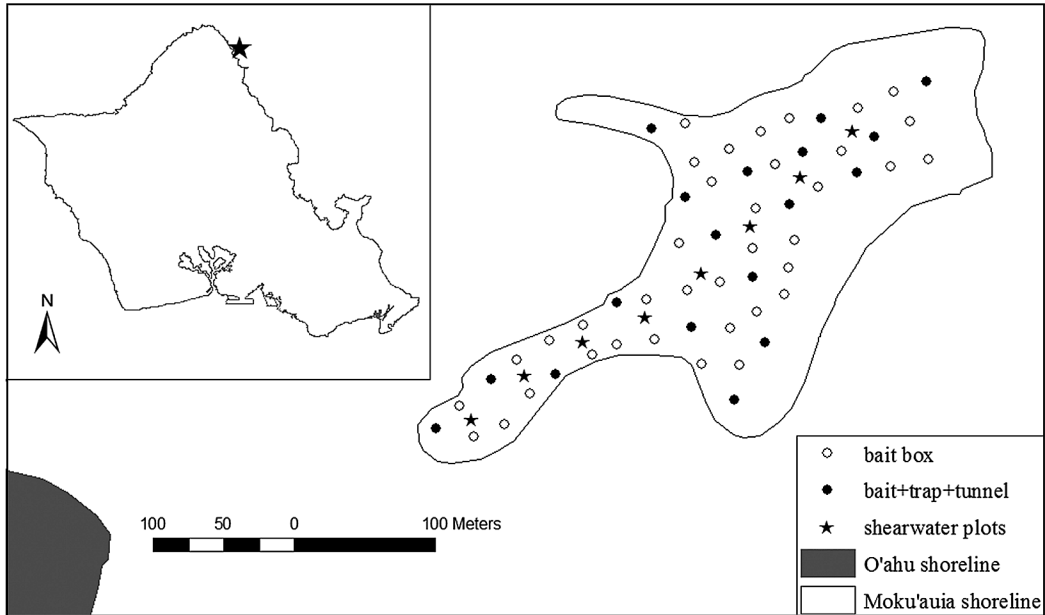 N
bait box
bait+trap+tunnel
shearwater plots
O'ahu shoreline
Moku'auia shoreline
100 50 0 100 Meters